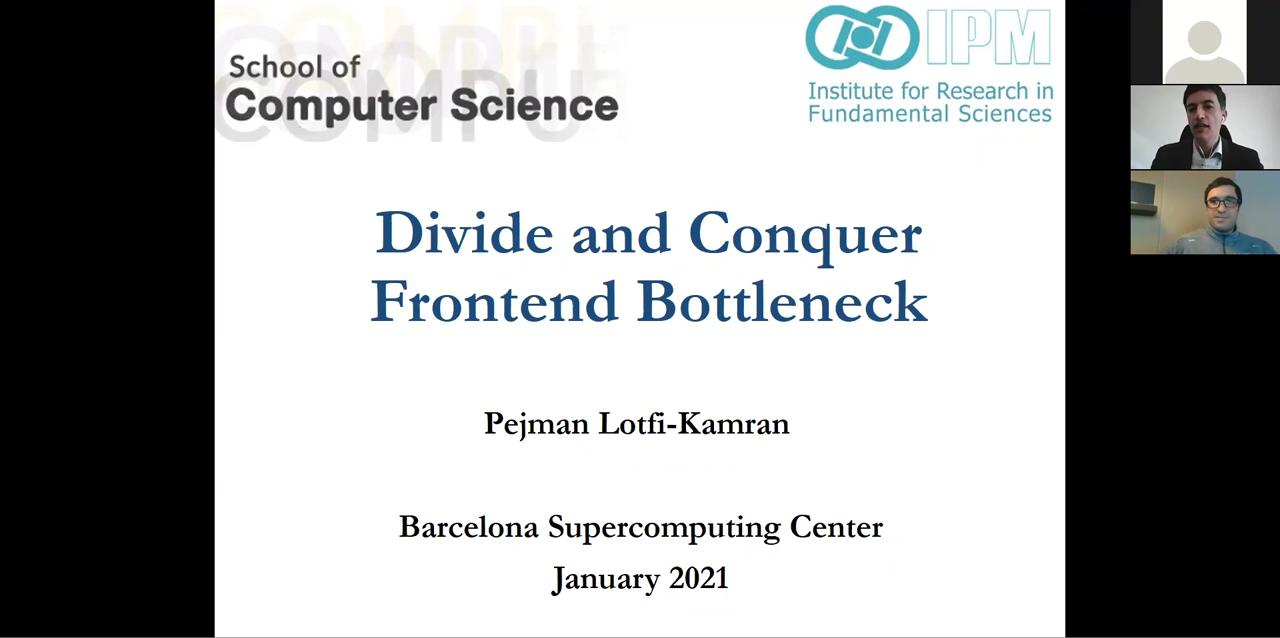 School of
Computer Science
IPM
Institute for Research in
Fundamental Sciences
Divide and Conquer
Frontend Bottleneck
Pejman Lotfi-Kamran
Barcelona Supercomputing Center
January 2021